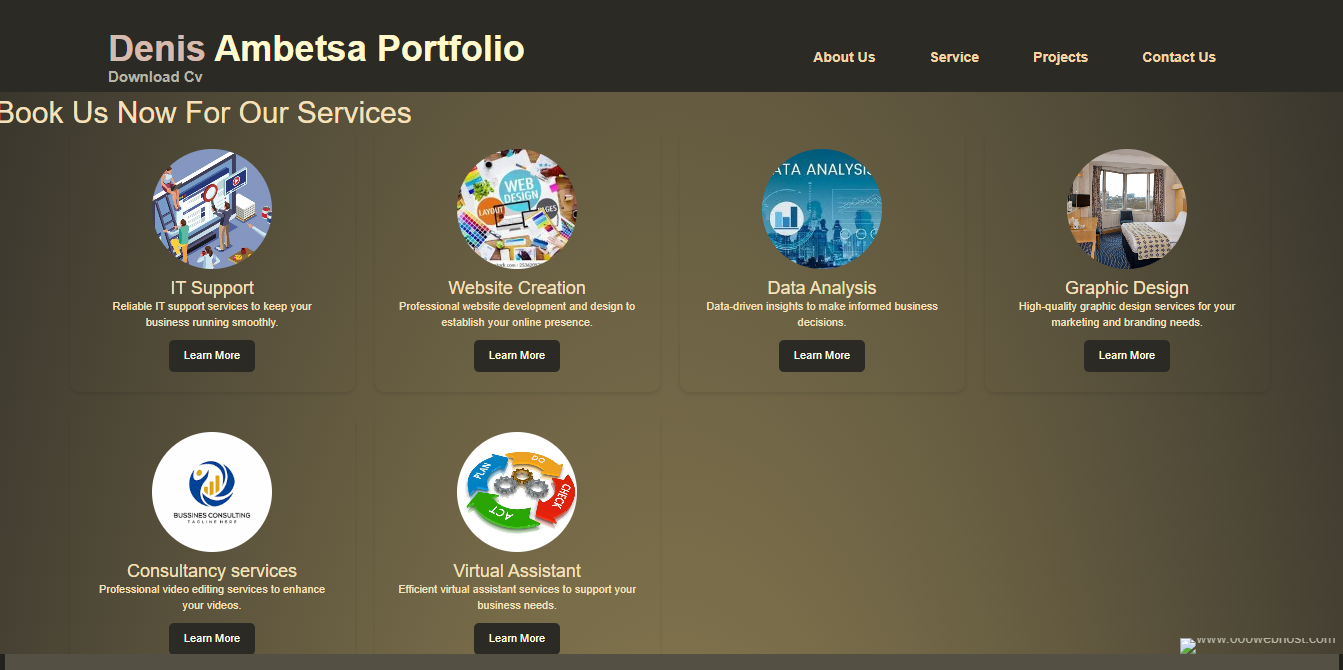 Denis Ambetsa Portfolio
Download Cv
About Us
Service
Projects
Contact Us
Book Us Now For Our Services
WEB
DESIGN
LAYOUT
PAGES
ATA ANALYSI
IT Support
Website Creation
Data Analysis
Graphic Design
Reliable IT support services to keep your
business running smoothly.
Professional website development and design to
establish your online presence.
Data-driven insights to make informed business
decisions.
High-quality graphic design services for your
marketing and branding needs.
Learn More
Learn More
Learn More
Learn More
BUSSINES CONSULTING
TAGLINE HERE
PLAN
DO
CHECK
ACT
Consultancy services
Virtual Assistant
Professional video editing services to enhance
your videos.
Efficient virtual assistant services to support your
business needs.
Learn More
Learn More
www.000webhost.com